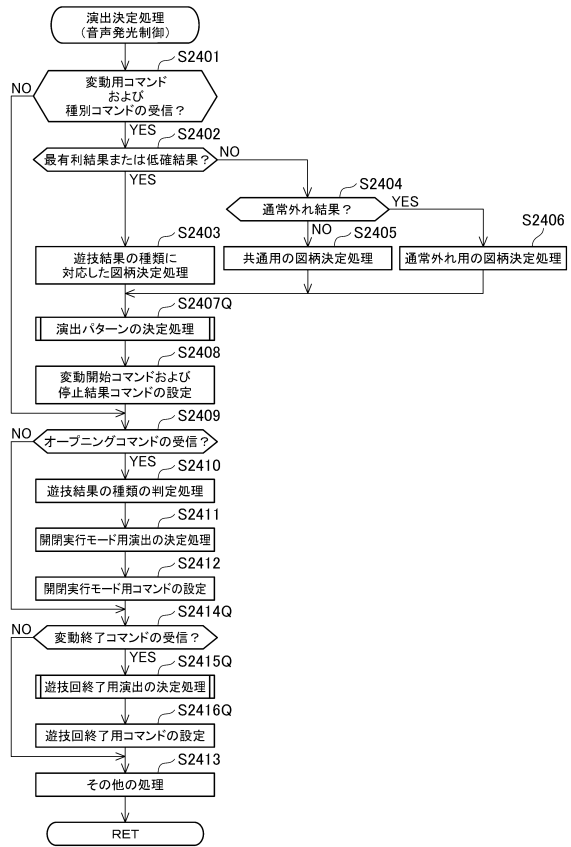 演出決定処理
(音声発光制御)
S2401
NO
変動用コマンド
および
種別コマンドの受信？
YES
S2402
最有利結果または低確結果？
NO
YES
S2404
通常外れ結果？
YES
NO
S2403
S2405
S2406
遊技結果の種類に
対応した図柄決定処理
共通用の図柄決定処理
通常外れ用の図柄決定処理
S2407Q
演出パターンの決定処理
S2408
変動開始コマンドおよび
停止結果コマンドの設定
S2409
NO
オープニングコマンドの受信？
YES
S2410
遊技結果の種類の判定処理
S2411
開閉実行モード用演出の決定処理
S2412
開閉実行モード用コマンドの設定
S2414Q
NO
変動終了コマンドの受信？
YES
S2415Q
遊技回終了用演出の決定処理
S2416Q
遊技回終了用コマンドの設定
S2413
その他の処理
RET